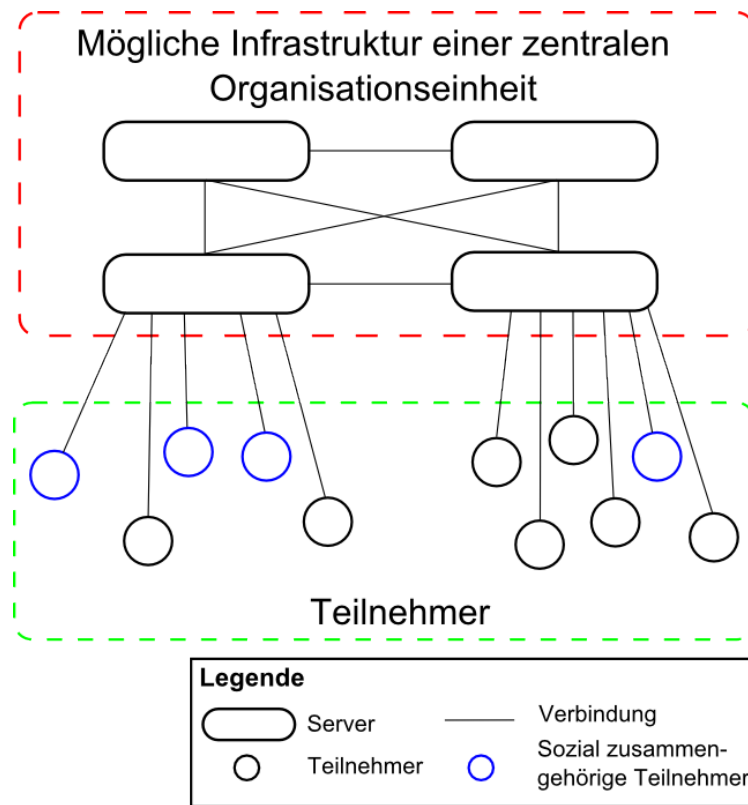 Mögliche Infrastruktur einer zentralen
Organisationseinheit
Teilnehmer
Legende
Server
Verbindung
Teilnehmer
Sozial zusammen-
gehörige Teilnehmer